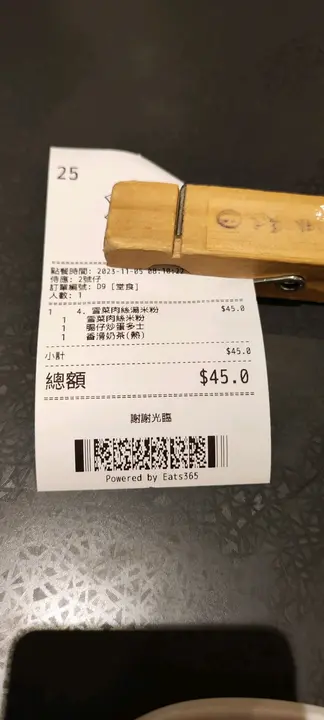 25
點餐時間: 2023-11-05 08:18:22
侍應: 2號仔
訂單編號: D9 [堂食]
人數: 1
1 4. 雪菜肉絲湯米粉 $45.0
1 雪菜肉絲米粉
1 腸仔炒蛋多士
1 香滑奶茶(熱)
小計 $45.0
總額 $45.0
謝謝光臨
Powered by Eats365